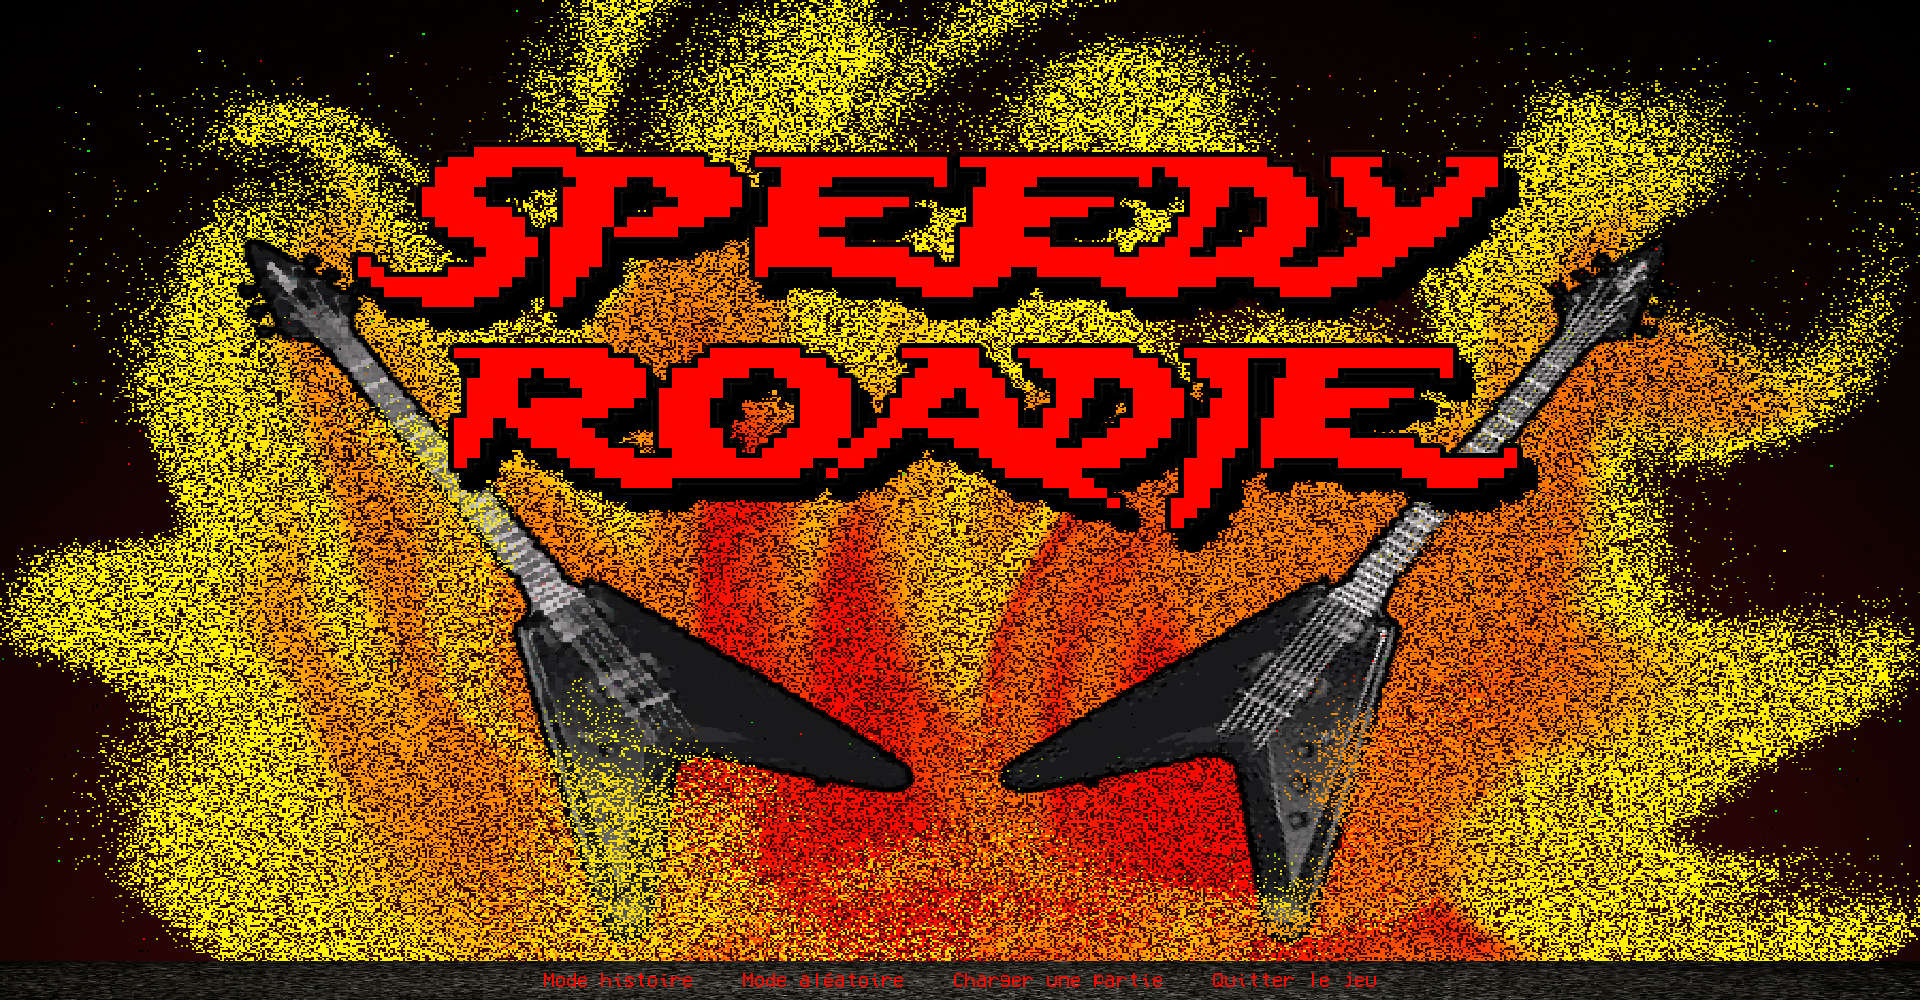 SPEEDY
ROADIE
Mode histoire Mode aléatoire Charger une partie Quitter le jeu